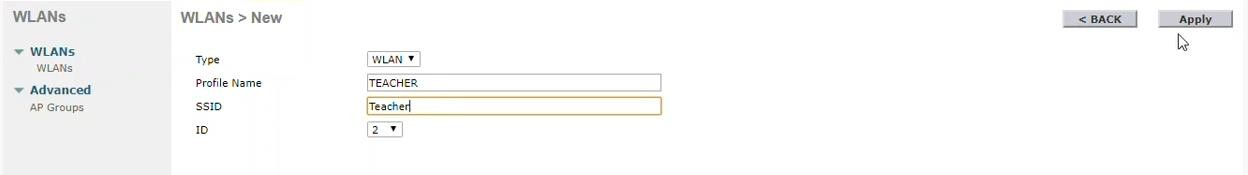 WLANs
WLANs > New
< BACK
Apply
WLANs
WLANs
Advanced
AP Groups
Type
WLAN
Profile Name
TEACHER
SSID
Teacher
ID
2